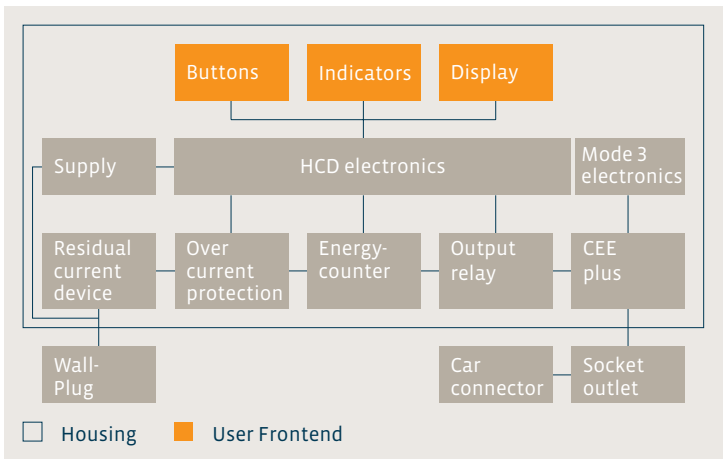 Buttons
Indicators
Display
Supply
HCD electronics
Mode 3
electronics
Residual
current
device
Over
current
protection
Energy-
counter
Output
relay
CEE
plus
Wall-
Plug
Car
connector
Socket
outlet
Housing
User Frontend